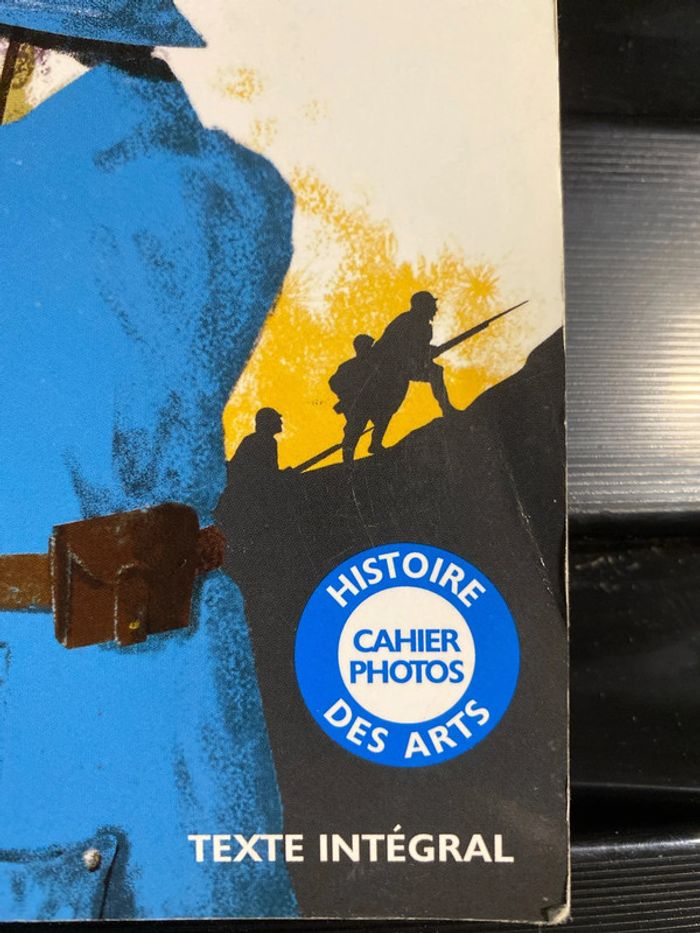 HISTOIRE
CAHIER
PHOTOS
DES ARTS
TEXTE INTÉGRAL